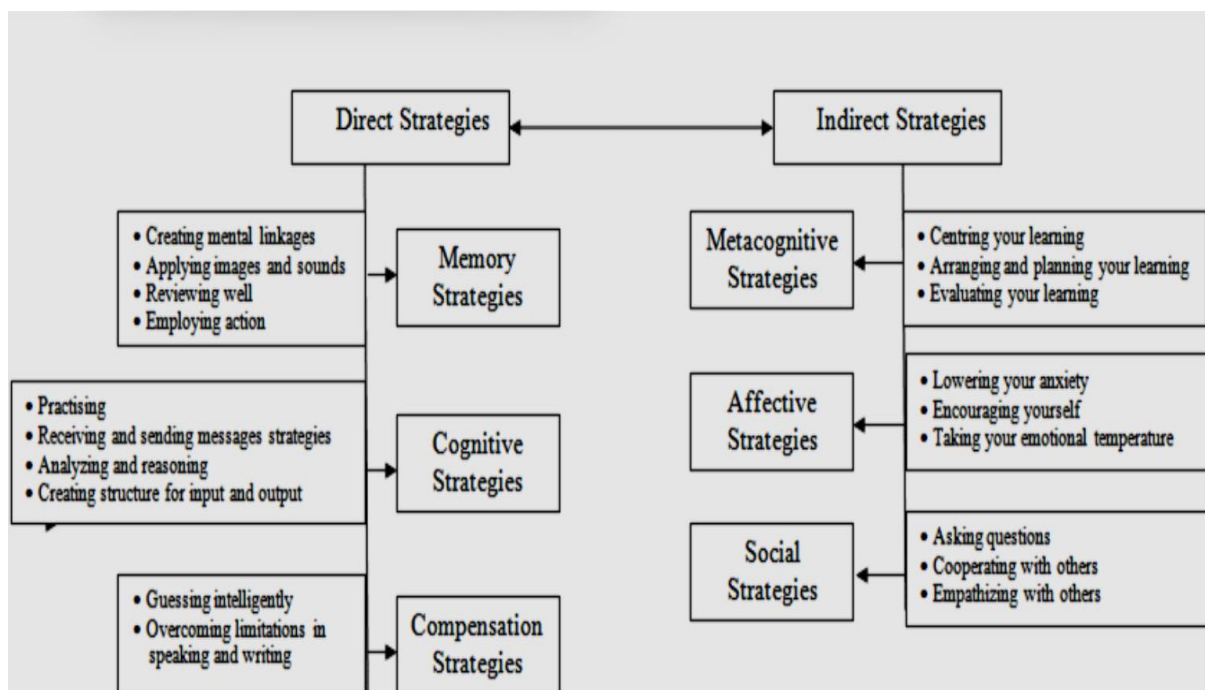 Direct Strategies
Indirect Strategies
• Creating mental linkages
• Applying images and sounds
• Reviewing well
• Employing action
Memory
Strategies
• Practising
• Receiving and sending messages strategies
• Analyzing and reasoning
• Creating structure for input and output
Cognitive
Strategies
• Guessing intelligently
• Overcoming limitations in
speaking and writing
Compensation
Strategies
Metacognitive
Strategies
• Centring your learning
• Arranging and planning your learning
• Evaluating your learning
Affective
Strategies
• Lowering your anxiety
• Encouraging yourself
• Taking your emotional temperature
Social
Strategies
• Asking questions
• Cooperating with others
• Empathizing with others